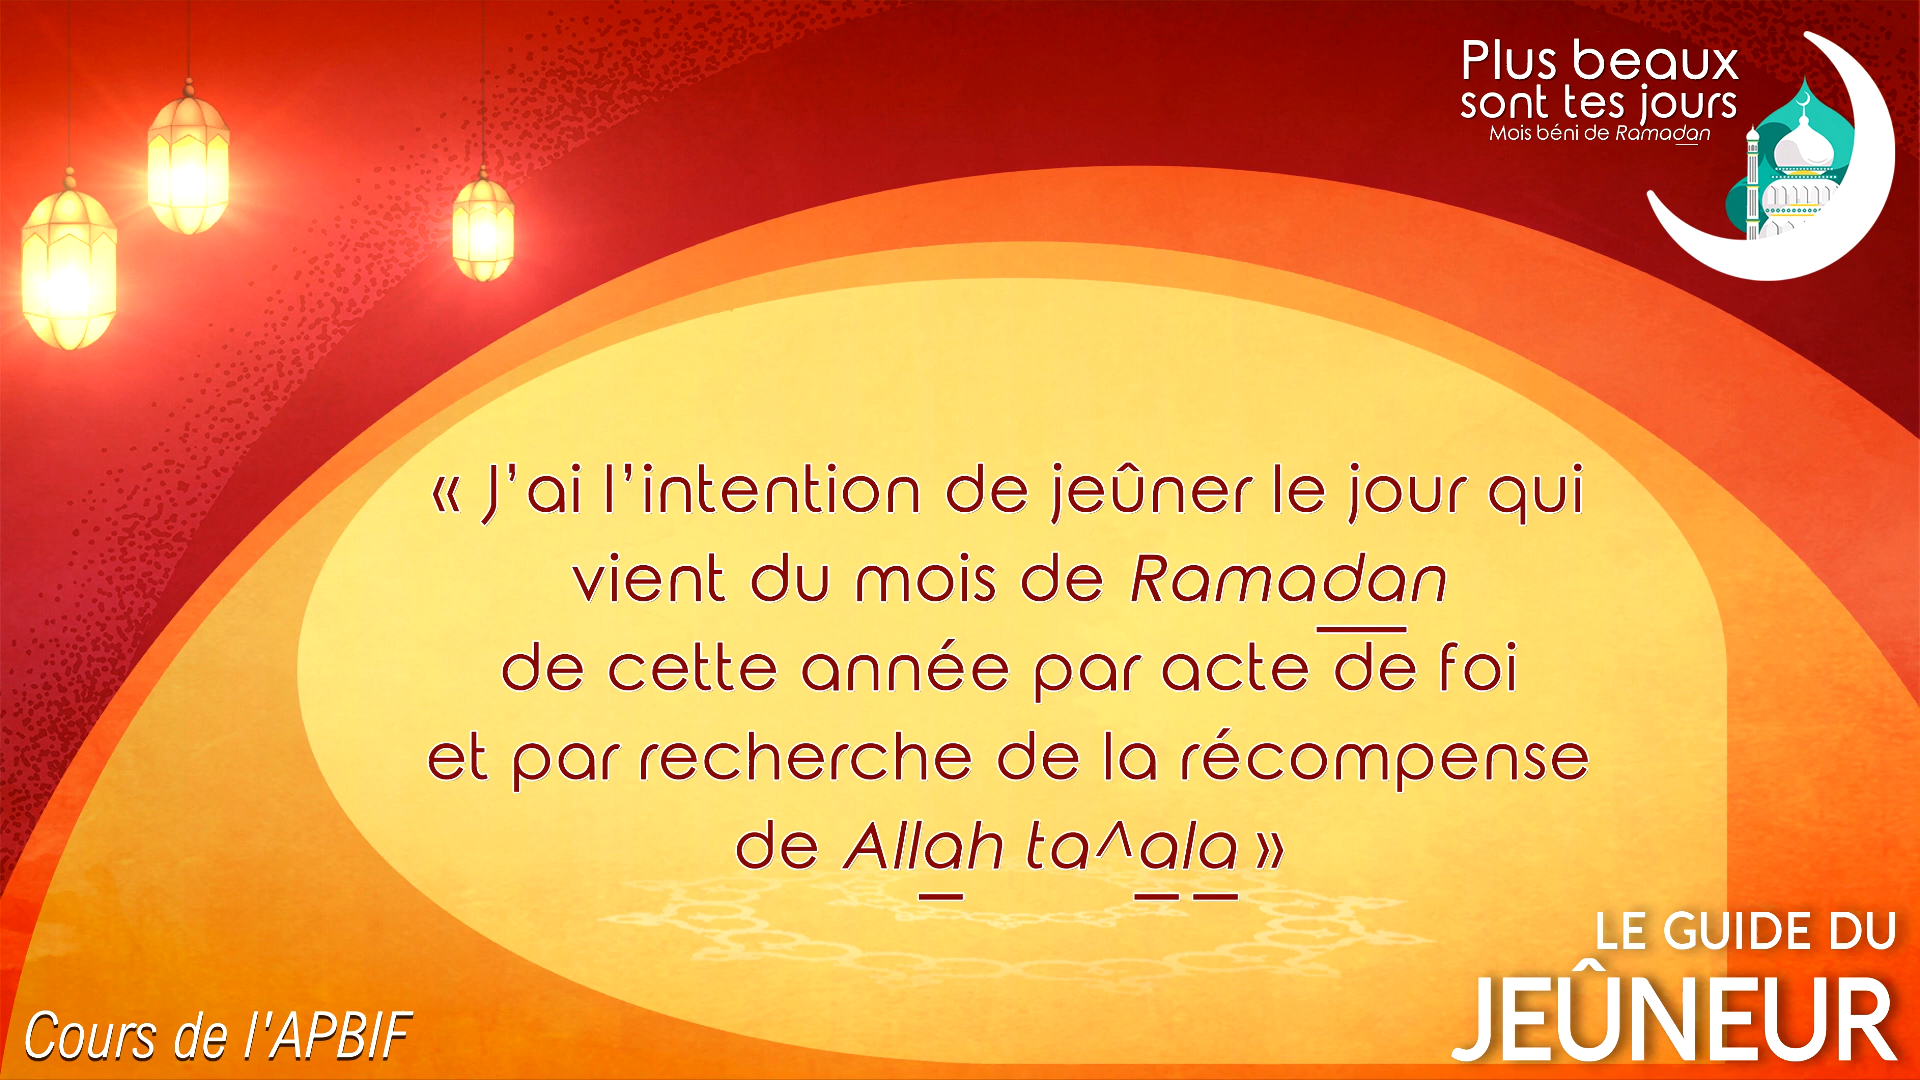 Plus beaux
sont tes jours
Mois béni de Ramadan
« J'ai l'intention de jeûner le jour qui
vient du mois de Ramadan
de cette année par acte de foi
et par recherche de la récompense
de Allah ta^ala »
LE GUIDE DU
JEÛNEUR
Cours de l'APBIF